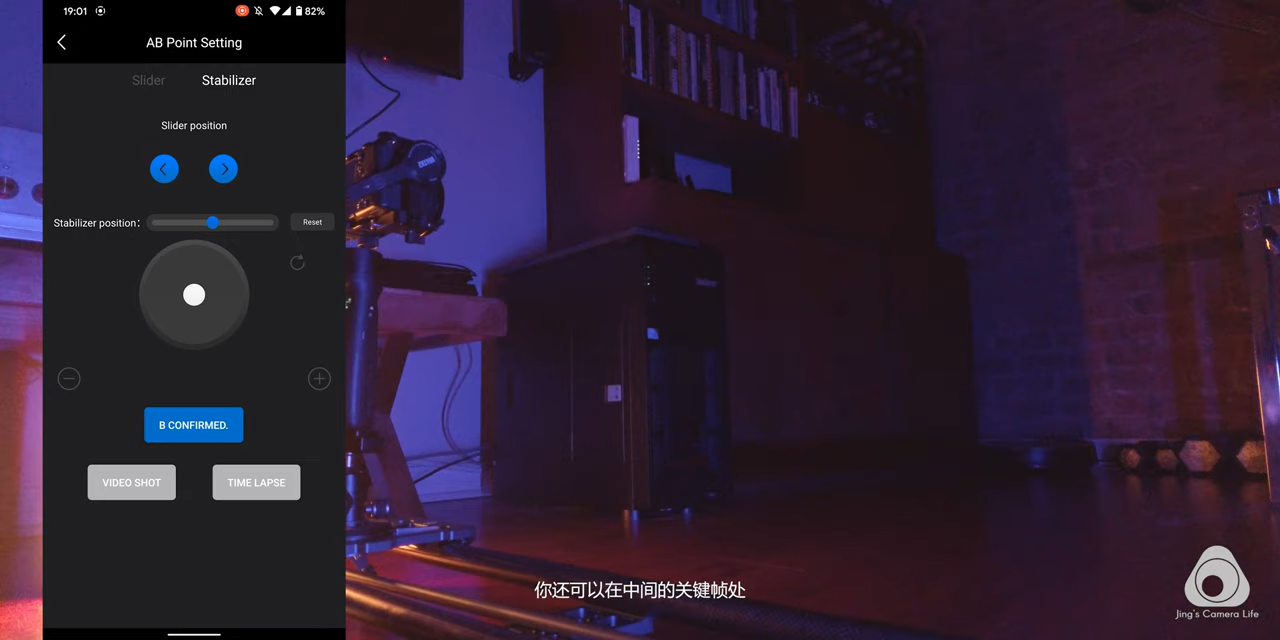 19:01
82%
AB Point Setting
Slider Stabilizer
Slider position
Stabilizer position:
Reset
B CONFIRMED.
VIDEO SHOT TIME LAPSE
你还可以在中间的关键帧处
Jing's Camera Life